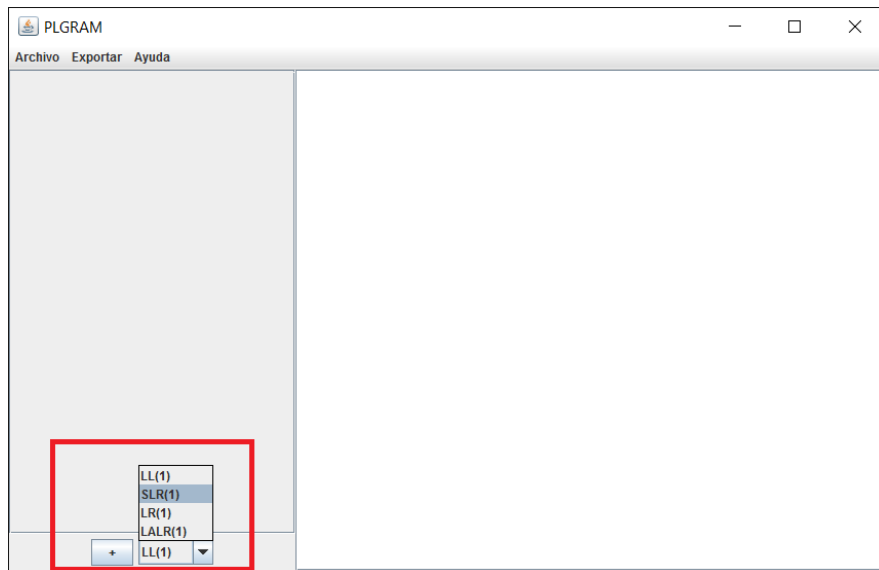 PLGRAM
Archivo Exportar Ayuda
LL(1)
SLR(1)
LR(1)
LALR(1)
+ LL(1)